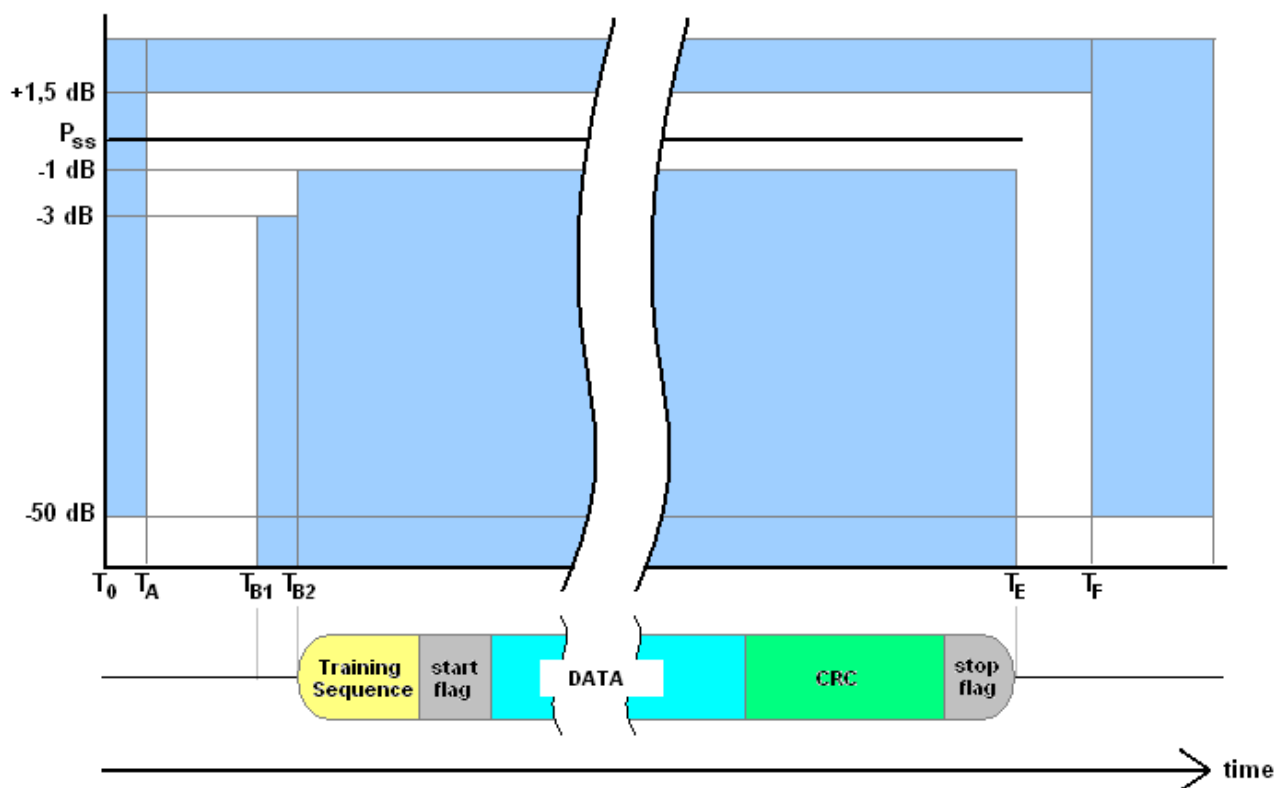 +1,5 dB
Pss
-1 dB
-3 dB
-50 dB
T0 TA TB1 TB2 TE TF
Training
Sequence
start
flag
DATA
CRC
stop
flag
time